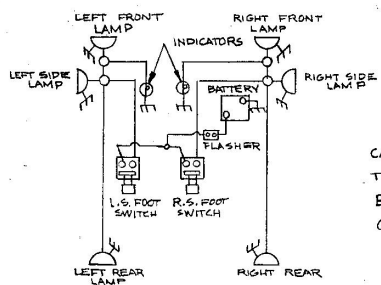 LEFT FRONT
LAMP
RIGHT FRONT
LAMP
INDICATORS
LEFT SIDE
LAMP
RIGHT SIDE
LAMP
BATTERY
FLASHER
L.S. FOOT
SWITCH
R.S. FOOT
SWITCH
LEFT REAR
LAMP
RIGHT REAR